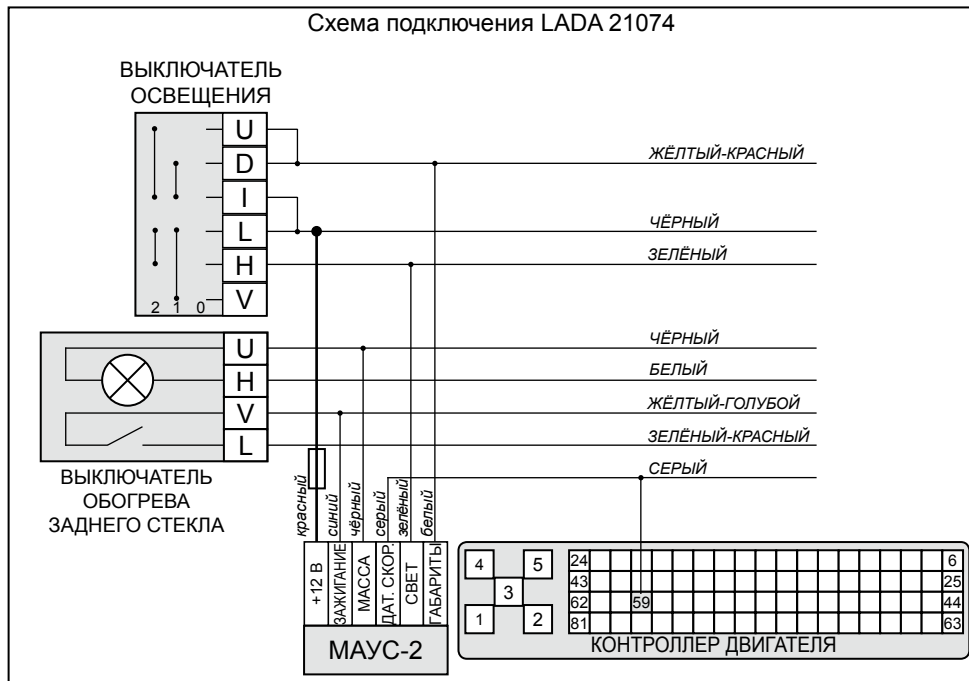 Схема подключения LADA 21074
ВЫКЛЮЧАТЕЛЬ
ОСВЕЩЕНИЯ
U
D
I
L
H
V
2 1 0
ЖЁЛТЫЙ-КРАСНЫЙ
ЧЁРНЫЙ
ЗЕЛЁНЫЙ
U
H
V
L
ЧЁРНЫЙ
БЕЛЫЙ
ЖЁЛТЫЙ-ГОЛУБОЙ
ЗЕЛЁНЫЙ-КРАСНЫЙ
СЕРЫЙ
ВЫКЛЮЧАТЕЛЬ
ОБОГРЕВА
ЗАДНЕГО СТЕКЛА
красный
синий
чёрный
серый
зелёный
белый
+12 В
ЗАЖИГАНИЕ
МАССА
ДАТ. СКОР.
СВЕТ
ГАБАРИТЫ
МАУС-2
4 5
3
1 2
24 6
43 25
62 59 44
81 63
КОНТРОЛЛЕР ДВИГАТЕЛЯ